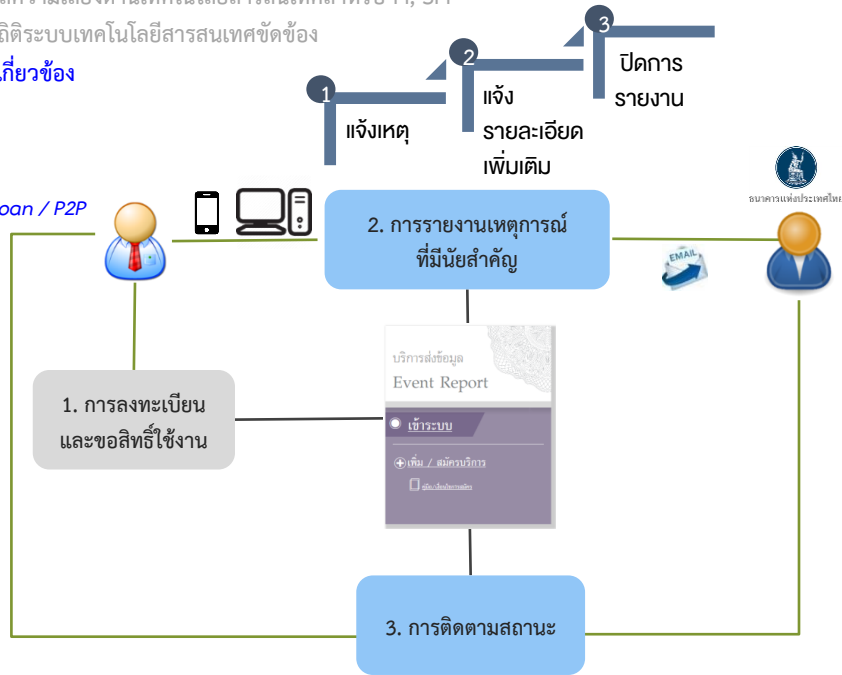 ถิติระบบเทคโนโลยีสารสนเทศขัดข้อง
กี่ยวข้อง
1
แจ้งเหตุ
2
แจ้ง
รายละเอียด
เพิ่มเติม
3
ปิดการ
รายงาน
ธนาคารแห่งประเทศไทย
oan / P2P
2. การรายงานเหตุการณ์
ที่มีนัยสำคัญ
EMAIL
บริการส่งข้อมูล
Event Report
1. การลงทะเบียน
และขอสิทธิ์ใช้งาน
เข้าระบบ
เพิ่ม / สมัครบริการ
3. การติดตามสถานะ